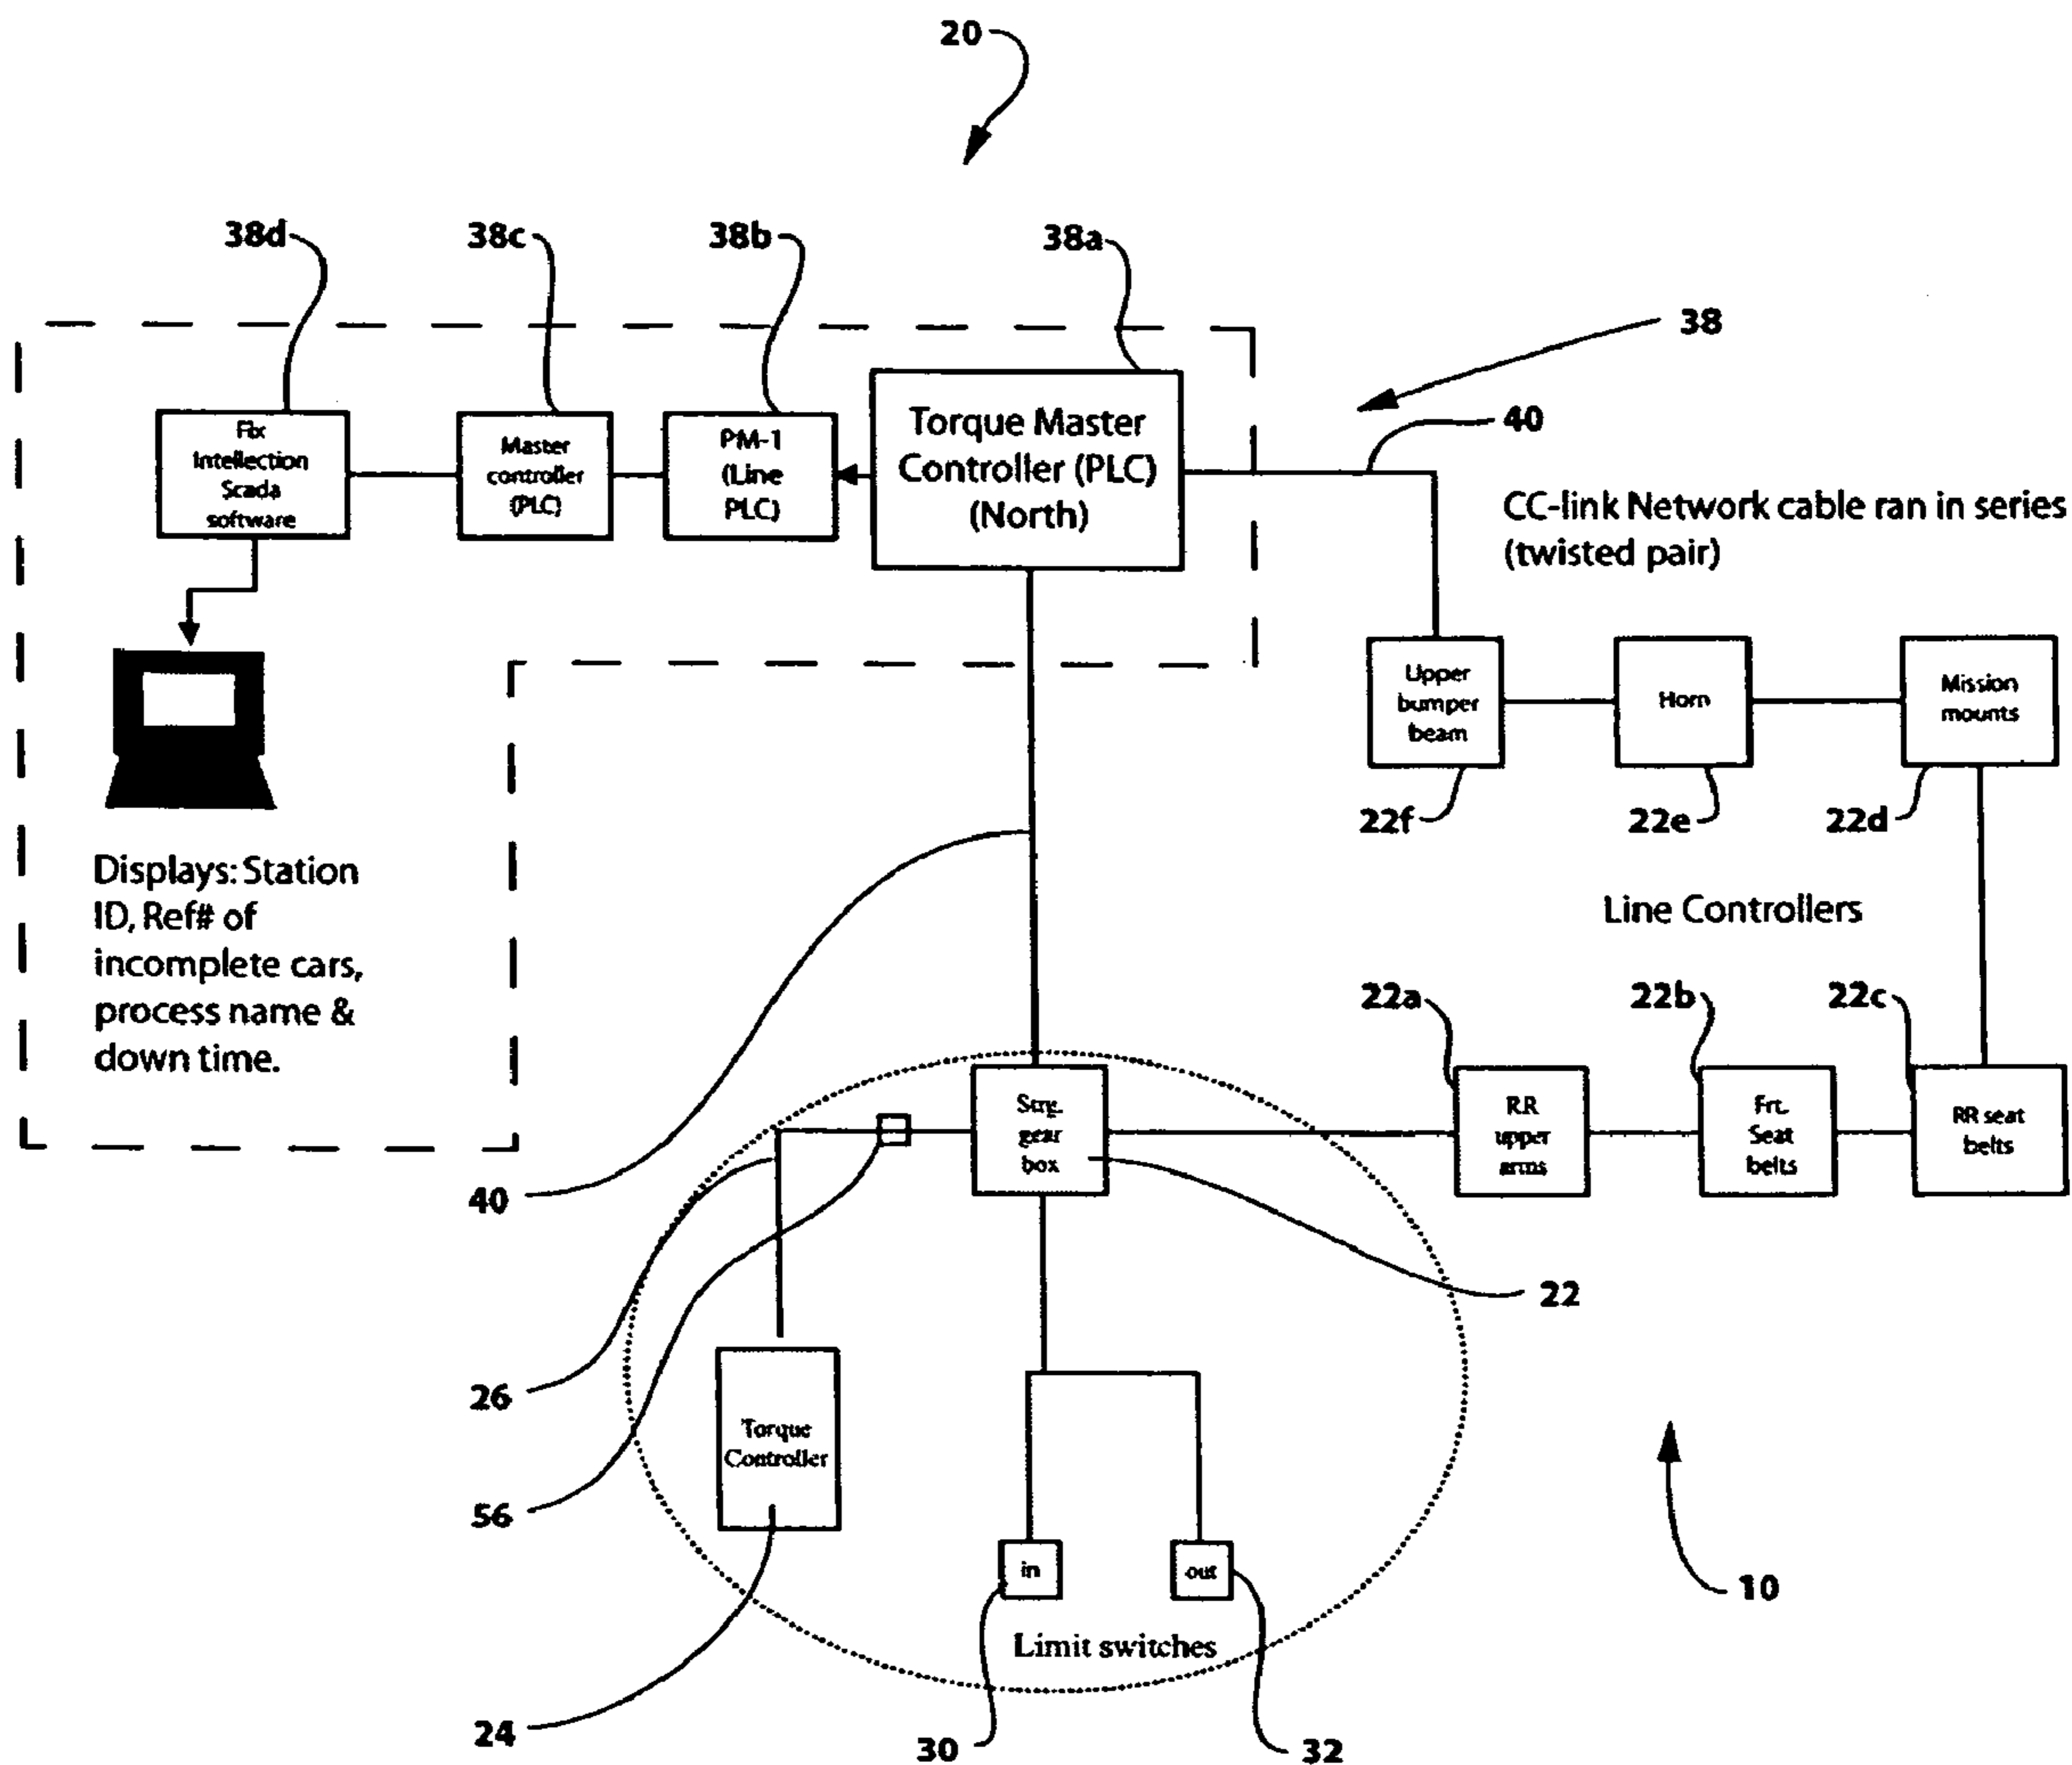 20
38d
38c
38b
38a
38
40
Fix
Intellection
Scada
software
Master
controller
(PLC)
PM-1
(Line
PLC)
Torque Master
Controller (PLC)
(North)
CC-link Network cable ran in series
(twisted pair)
Upper
bumper
beam
Horn
Mission
mounts
22f
22e
22d
Displays: Station
ID, Ref# of
incomplete cars,
process name &
down time.
Line Controllers
22a
22b
22c
Strg.
gear
box
RR
upper
arms
Frt.
Seat
belts
RR seat
belts
40
22
26
56
Torque
Controller
in
out
Limit switches
10
24
30
32